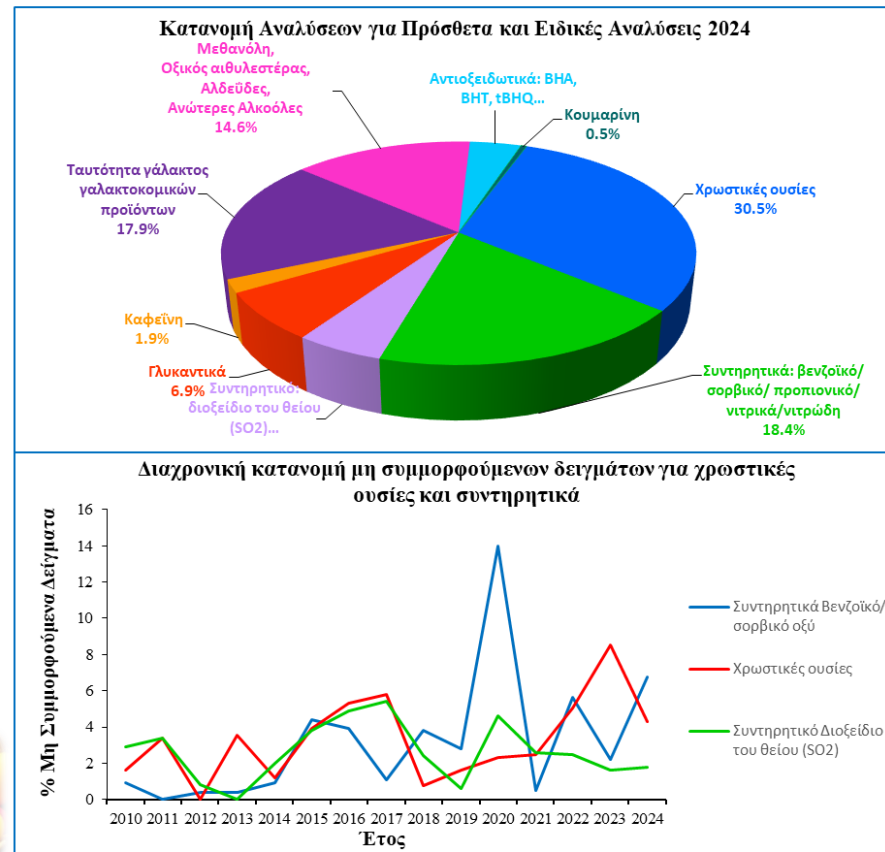 Κατανομή Αναλύσεων για Πρόσθετα και Ειδικές Αναλύσεις 2024
Μεθανόλη,
Οξικός αιθυλεστέρας,
Αλδεΰδες,
Ανώτερες Αλκοόλες
14.6%
Αντιοξειδωτικά: BHA,
BHT, tBHQ...
Κουμαρίνη
0.5%
Ταυτότητα γάλακτος
γαλακτοκομικών
προϊόντων
17.9%
Χρωστικές ουσίες
30.5%
Καφεΐνη
1.9%
Γλυκαντικά
6.9%
Συντηρητικό:
διοξείδιο του θείου
(SO2)...
Συντηρητικά: βενζοϊκό/
σορβικό/ προπιονικό/
νιτρικά/νιτρώδη
18.4%
Διαχρονική κατανομή μη συμμορφούμενων δειγμάτων για χρωστικές
ουσίες και συντηρητικά
% Μη Συμμορφούμενα Δείγματα
16
14
12
10
8
6
4
2
0
2010 2011 2012 2013 2014 2015 2016 2017 2018 2019 2020 2021 2022 2023 2024
Έτος
Συντηρητικά Βενζοϊκό/
σορβικό οξύ
Χρωστικές ουσίες
Συντηρητικό Διοξείδιο
του θείου (SO2)